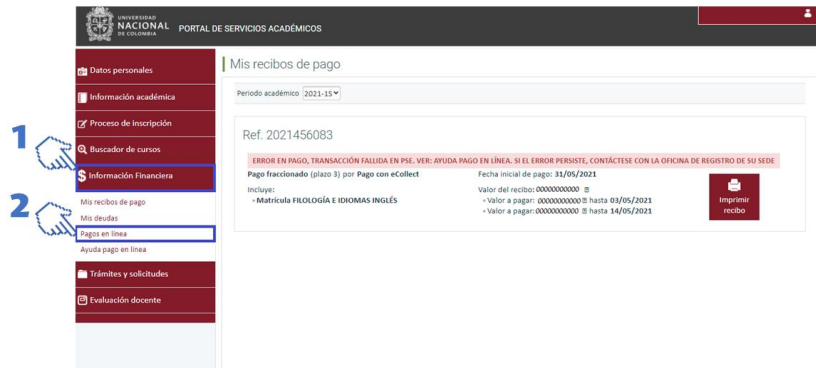 UNIVERSIDAD
NACIONAL
DE COLOMBIA
PORTAL DE SERVICIOS ACADÉMICOS
Datos personales
Información académica
Proceso de inscripción
Buscador de cursos
1
$ Información Financiera
2
Mis recibos de pago
Mis deudas
Pagos en línea
Ayuda pago en línea
Trámites y solicitudes
Evaluación docente
Mis recibos de pago
Periodo académico 2021-1S
Ref. 2021456083
ERROR EN PAGO, TRANSACCIÓN FALLIDA EN PSE. VER: AYUDA PAGO EN LÍNEA. SI EL ERROR PERSISTE, CONTÁCTESE CON LA OFICINA DE REGISTRO DE SU SEDE
Pago fraccionado (plazo 3) por Pago con eCollect
Fecha inicial de pago: 31/05/2021
Incluye:
Matrícula FILOLOGÍA E IDIOMAS INGLÉS
Valor del recibo: 00000000000
Valor a pagar: 00000000000 hasta 03/05/2021
Valor a pagar: 00000000000 hasta 14/05/2021
Imprimir
recibo